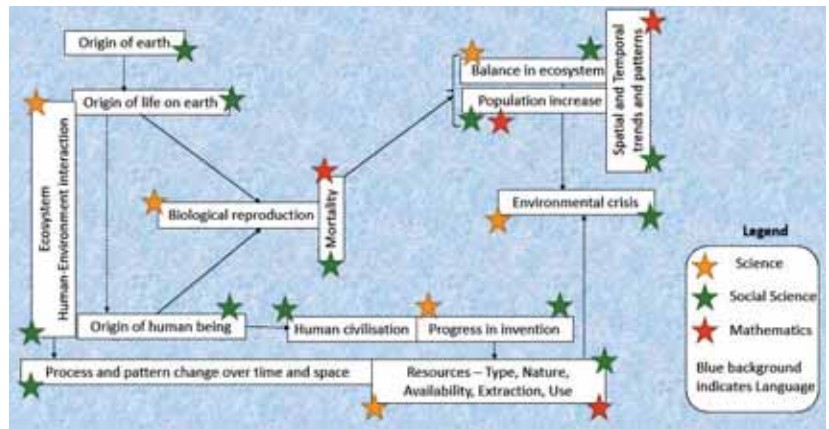 Origin of earth
Origin of life on earth
Ecosystem
Human-Environment interaction
Biological reproduction
Mortality
Balance in ecosystem
Population increase
Spatial and Temporal
trends and patterns
Environmental crisis
Origin of human being
Human civilisation
Progress in invention
Process and pattern change over time and space
Resources – Type, Nature,
Availability, Extraction, Use
Legend
Science
Social Science
Mathematics
Blue background
indicates Language